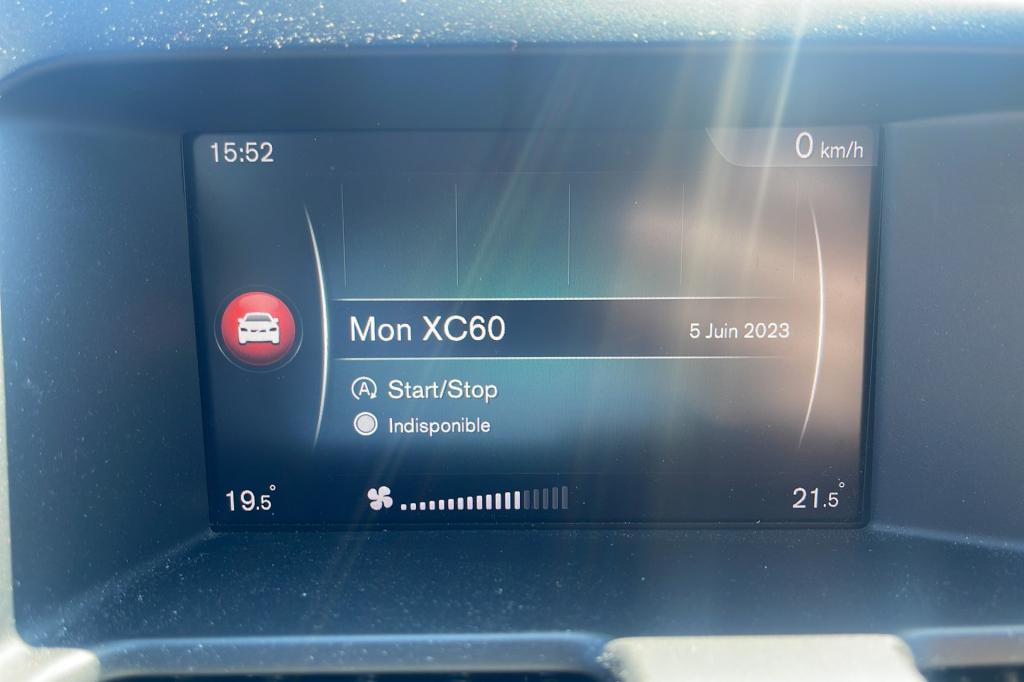 15:52
0 km/h
Mon XC60
5 Juin 2023
A Start/Stop
Indisponible
19.5°
21.5°